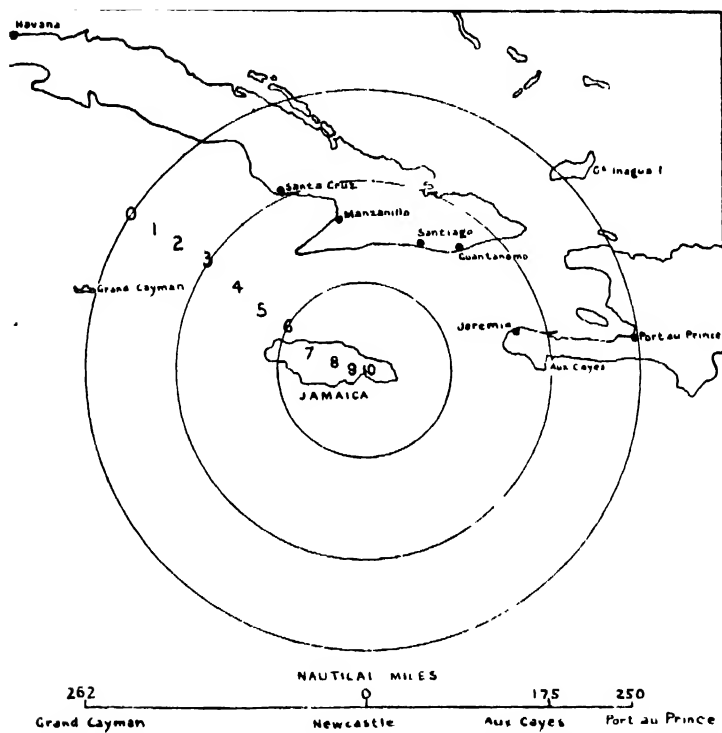 Havana
Santa Cruz
Gᵗ Inagua I
0
Manzanilla
1
2
Santiago
Guantanamo
3
Grand Cayman
4
5
6
Jeremie
Port au Prince
7
8
9
10
Aux Cayes
JAMAICA
NAUTICAL MILES
262 0 175 250
Grand Cayman Newcastle Aux Cayes Port au Prince